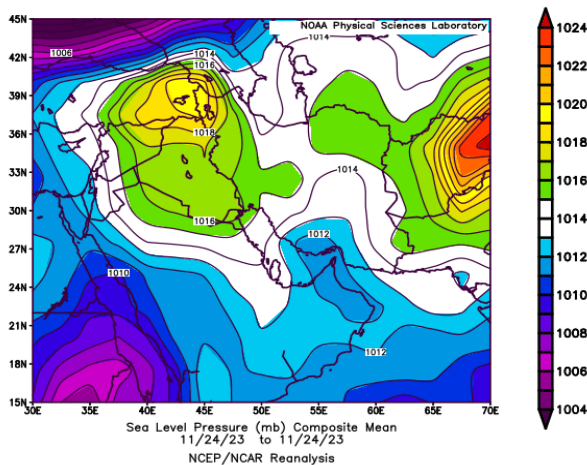 45N
42N
39N
36N
33N
30N
27N
24N
21N
18N
15N
30E 35E 40E 45E 50E 55E 60E 65E 70E
NOAA Physical Sciences Laboratory
1006
1014
1016
1014
1018
1014
1016
1012
1010
1012
1024
1022
1020
1018
1016
1014
1013
1012
1010
1008
1006
1004
Sea Level Pressure (mb) Composite Mean
11/24/23 to 11/24/23
NCEP/NCAR Reanalysis